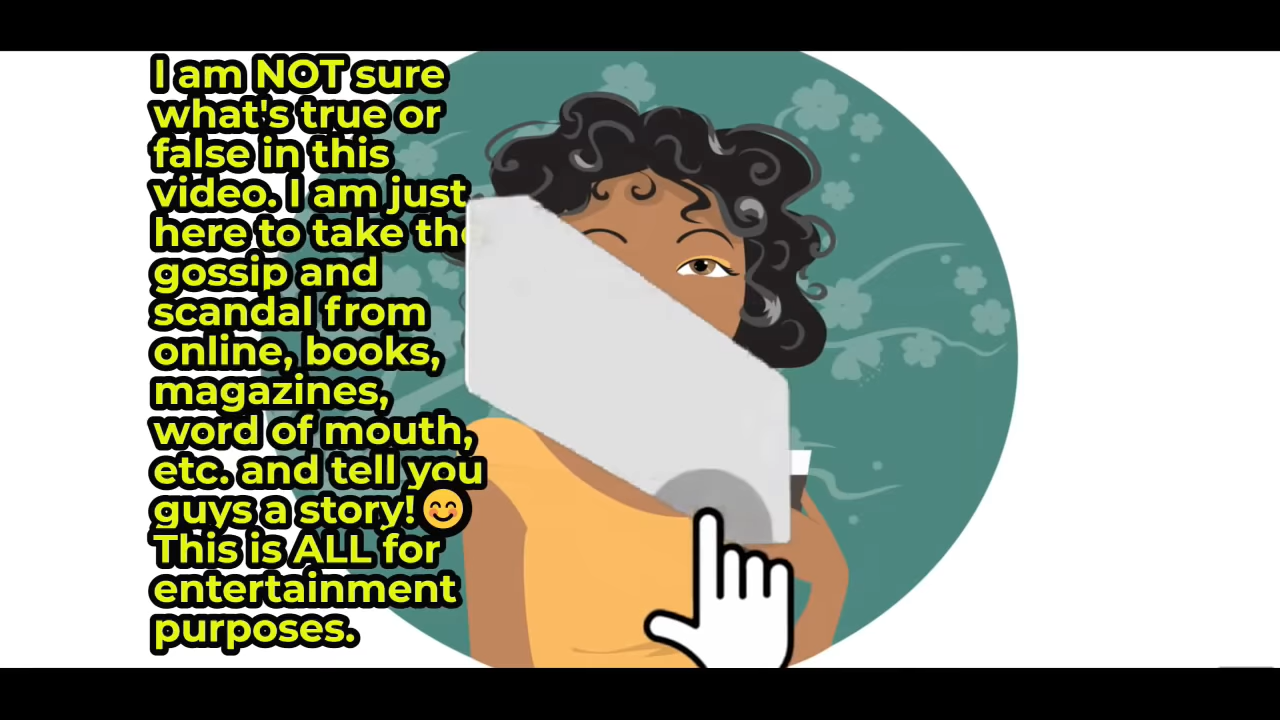 I am NOT sure
what's true or
false in this
video. I am just
here to take the
gossip and
scandal from
online, books,
magazines,
word of mouth,
etc. and tell you
guys a story!😊
This is ALL for
entertainment
purposes.